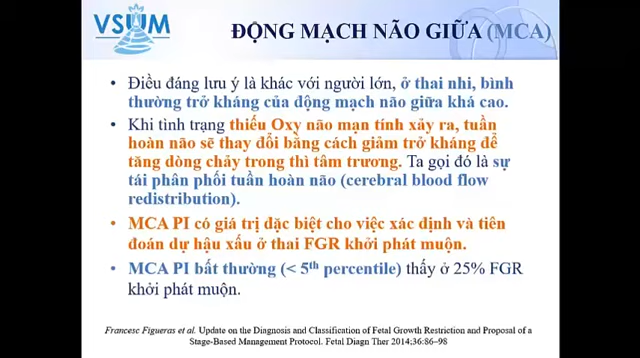 VSUM
ĐỘNG MẠCH NÃO GIỮA (MCA)
• Điều đáng lưu ý là khác với người lớn, ở thai nhi, bình
thường trở kháng của động mạch não giữa khá cao.
• Khi tình trạng thiếu Oxy não mạn tính xảy ra, tuần
hoàn não sẽ thay đổi bằng cách giảm trở kháng để
tăng dòng chảy trong thì tâm trương. Ta gọi đó là sự
tái phân phối tuần hoàn não (cerebral blood flow
redistribution).
• MCA PI có giá trị đặc biệt cho việc xác định và tiên
đoán dự hậu xấu ở thai FGR khởi phát muộn.
• MCA PI bất thường (< 5th percentile) thấy ở 25% FGR
khởi phát muộn.
Francesc Figueras et al. Update on the Diagnosis and Classification of Fetal Growth Restriction and Proposal of a
Stage-Based Management Protocol. Fetal Diagn Ther 2014;36:86–98